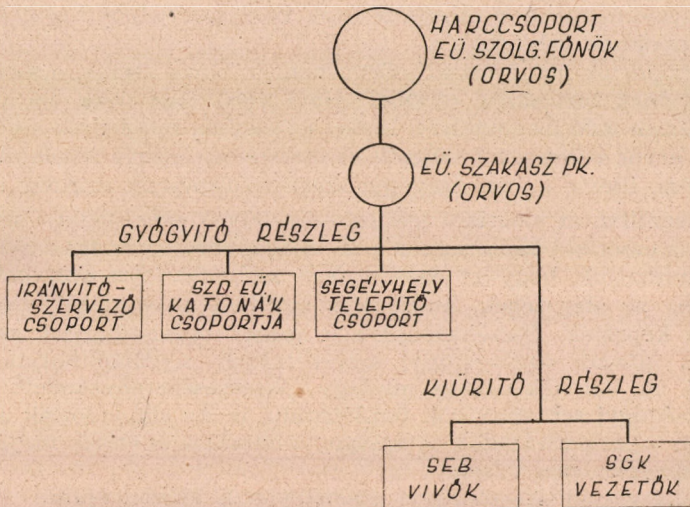 HARCCSOPORT
EÜ. SZOLG. FŐNÖK
(ORVOS)
EÜ. SZAKASZ PK.
(ORVOS)
GYÓGYITÓ RÉSZLEG
IRÁNYITÓ-
SZERVEZŐ
CSOPORT
SZD. EÜ.
KATONÁK
CSOPORTJA
SEGÉLYHELY
TELEPITŐ
CSOPORT
KIÜRITŐ RÉSZLEG
SEB.
VIVŐK
SGK
VEZETŐK